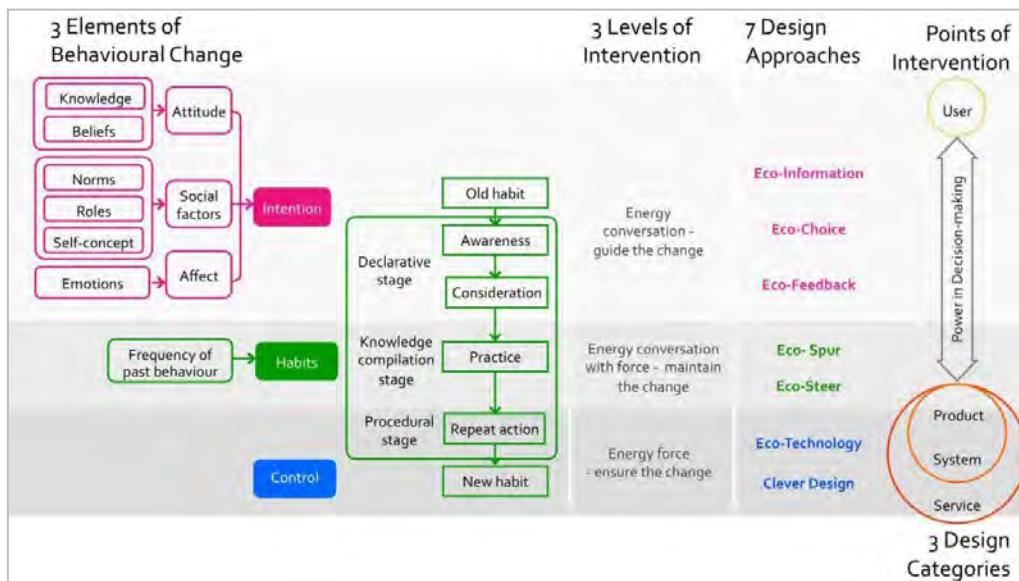 3 Elements of
Behavioural Change
3 Levels of
Intervention
7 Design
Approaches
Points of
Intervention
Knowledge
Beliefs
Attitude
Norms
Roles
Self-concept
Social
factors
Emotions
Affect
Intention
Frequency of
past behaviour
Habits
Control
Old habit
Declarative
stage
Awareness
Consideration
Knowledge
compilation
stage
Practice
Procedural
stage
Repeat action
New habit
Energy
conversation -
guide the change
Energy conversation
with force - maintain
the change
Energy force
- ensure the change
Eco-Information
Eco-Choice
Eco-Feedback
Eco- Spur
Eco-Steer
Eco-Technology
Clever Design
User
Power in Decision-making
Product
System
Service
3 Design
Categories